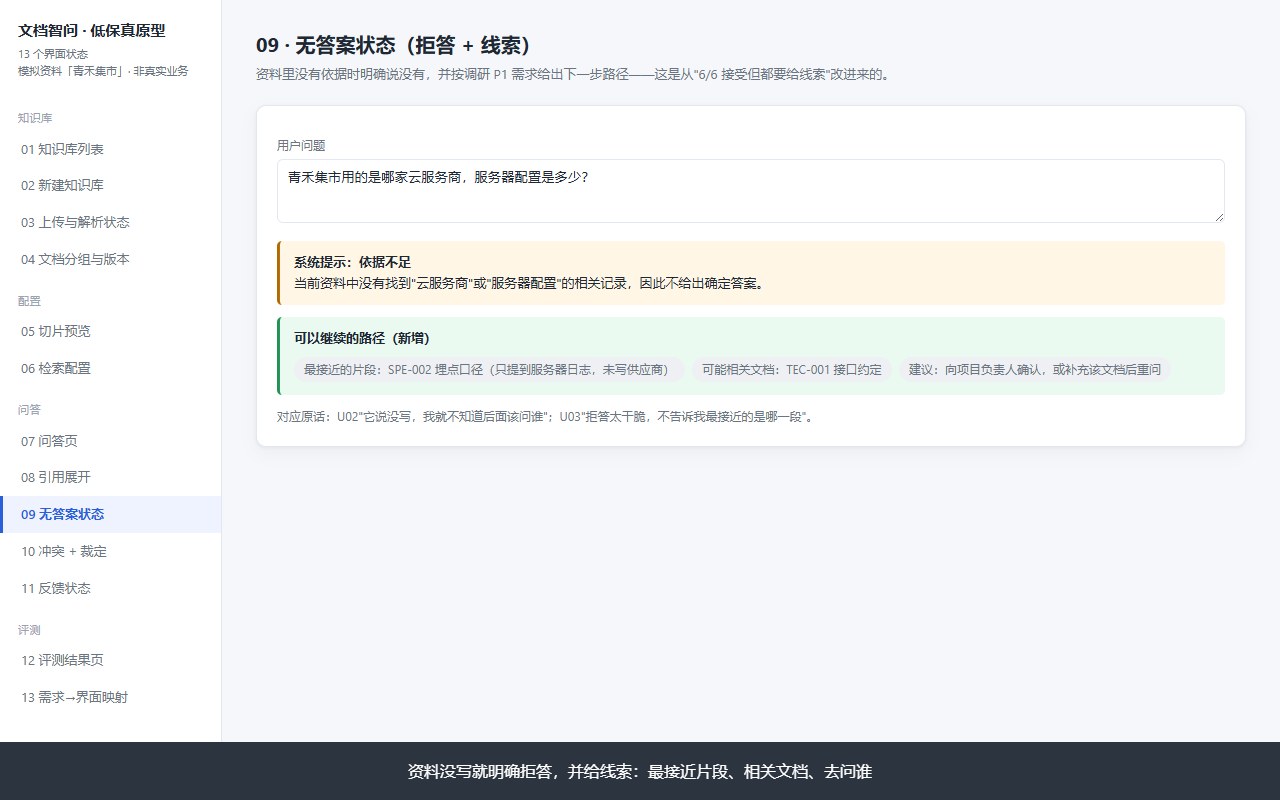 文档智问 · 低保真原型
13 个界面状态
模拟资料「青禾集市」· 非真实业务
知识库
01 知识库列表
02 新建知识库
03 上传与解析状态
04 文档分组与版本
配置
05 切片预览
06 检索配置
问答
07 问答页
08 引用展开
09 无答案状态
10 冲突 + 裁定
11 反馈状态
评测
12 评测结果页
13 需求→界面映射
09 · 无答案状态（拒答 + 线索）
资料里没有依据时明确说没有，并按调研 P1 需求给出下一步路径——这是从"6/6 接受但都要给线索"改进来的。
用户问题
青禾集市用的是哪家云服务商，服务器配置是多少？
系统提示：依据不足
当前资料中没有找到"云服务商"或"服务器配置"的相关记录，因此不给出确定答案。
可以继续的路径（新增）
最接近的片段：SPE-002 埋点口径（只提到服务器日志，未写供应商） 可能相关文档：TEC-001 接口约定 建议：向项目负责人确认，或补充该文档后重问
对应原话：U02"它说没写，我就不知道后面该问谁"；U03"拒答太干脆，不告诉我最接近的是哪一段"。
资料没写就明确拒答，并给线索：最接近片段、相关文档、去问谁